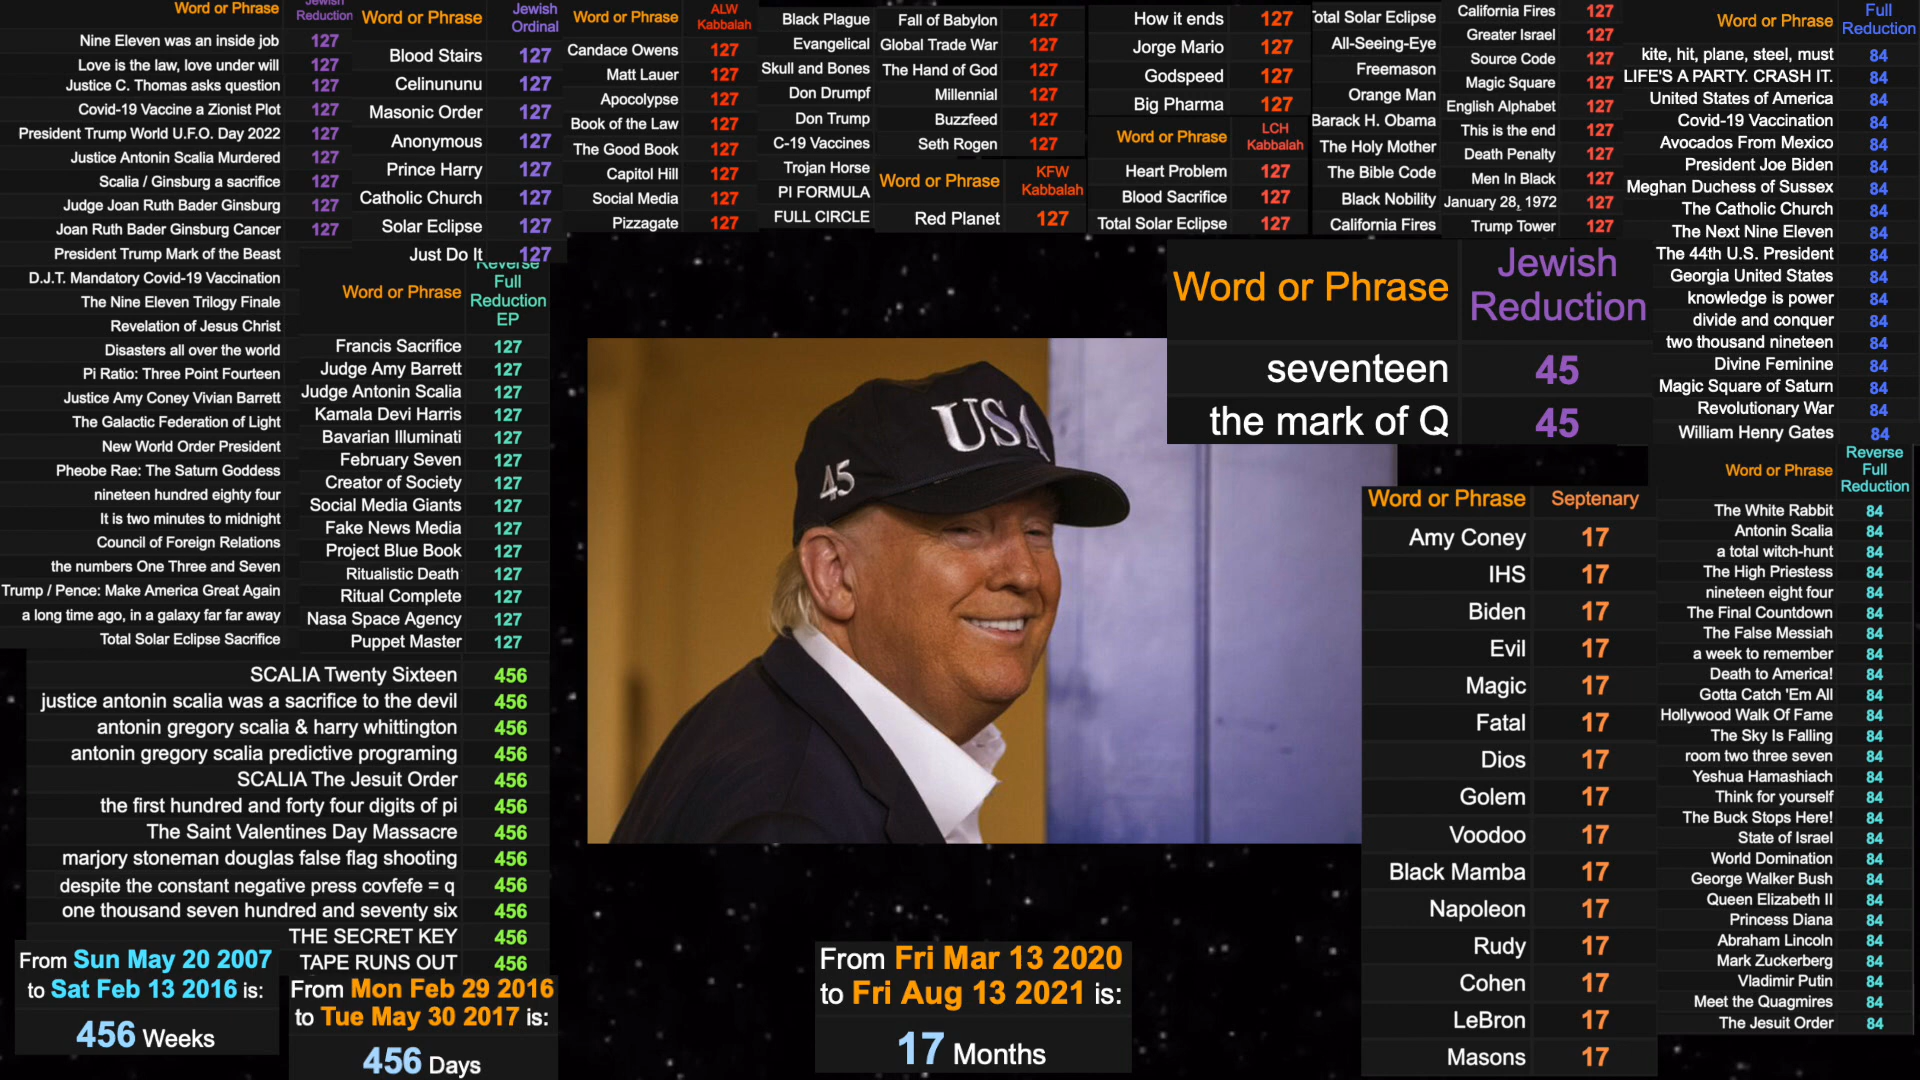 Word or Phrase Jewish Reduction
Nine Eleven was an inside job 127
Love is the law, love under will 127
Justice C. Thomas asks question 127
Covid-19 Vaccine a Zionist Plot 127
President Trump World U.F.O. Day 2022 127
Justice Antonin Scalia Murdered 127
Scalia / Ginsburg a sacrifice 127
Judge Joan Ruth Bader Ginsburg 127
Joan Ruth Bader Ginsburg Cancer 127
President Trump Mark of the Beast
D.J.T. Mandatory Covid-19 Vaccination
The Nine Eleven Trilogy Finale
Revelation of Jesus Christ
Disasters all over the world
Pi Ratio: Three Point Fourteen
Justice Amy Coney Vivian Barrett
The Galactic Federation of Light
New World Order President
Pheobe Rae: The Saturn Goddess
nineteen hundred eighty four
It is two minutes to midnight
Council of Foreign Relations
the numbers One Three and Seven
Trump / Pence: Make America Great Again
a long time ago, in a galaxy far far away
Total Solar Eclipse Sacrifice
Word or Phrase Jewish Ordinal
Blood Stairs 127
Celinununu 127
Masonic Order 127
Anonymous 127
Prince Harry 127
Catholic Church 127
Solar Eclipse 127
Just Do It 127
Word or Phrase Reverse Full Reduction EP
Francis Sacrifice 127
Judge Amy Barrett 127
Judge Antonin Scalia 127
Kamala Devi Harris 127
Bavarian Illuminati 127
February Seven 127
Creator of Society 127
Social Media Giants 127
Fake News Media 127
Project Blue Book 127
Ritualistic Death 127
Ritual Complete 127
Nasa Space Agency 127
Puppet Master 127
SCALIA Twenty Sixteen 456
justice antonin scalia was a sacrifice to the devil 456
antonin gregory scalia & harry whittington 456
antonin gregory scalia predictive programing 456
SCALIA The Jesuit Order 456
the first hundred and forty four digits of pi 456
The Saint Valentines Day Massacre 456
marjory stoneman douglas false flag shooting 456
despite the constant negative press covfefe = q 456
one thousand seven hundred and seventy six 456
THE SECRET KEY 456
TAPE RUNS OUT 456
From Sun May 20 2007
to Sat Feb 13 2016 is:
456 Weeks
From Mon Feb 29 2016
to Tue May 30 2017 is:
456 Days
Word or Phrase ALW Kabbalah
Candace Owens 127
Matt Lauer 127
Apocolypse 127
Book of the Law 127
The Good Book 127
Capitol Hill 127
Social Media 127
Pizzagate 127
Black Plague
Evangelical
Skull and Bones
Don Drumpf
Don Trump
C-19 Vaccines
Trojan Horse
PI FORMULA
FULL CIRCLE
Fall of Babylon 127
Global Trade War 127
The Hand of God 127
Millennial 127
Buzzfeed 127
Seth Rogen 127
Word or Phrase KFW Kabbalah
Red Planet 127
How it ends 127
Jorge Mario 127
Godspeed 127
Big Pharma 127
Word or Phrase LCH Kabbalah
Heart Problem 127
Blood Sacrifice 127
Total Solar Eclipse 127
Total Solar Eclipse
All-Seeing-Eye
Freemason
Orange Man
Barack H. Obama
The Holy Mother
The Bible Code
Black Nobility
California Fires
California Fires 127
Greater Israel 127
Source Code 127
Magic Square 127
English Alphabet 127
This is the end 127
Death Penalty 127
Men In Black 127
January 28, 1972 127
Trump Tower 127
Word or Phrase Jewish Reduction
seventeen 45
the mark of Q 45
USA
45
From Fri Mar 13 2020
to Fri Aug 13 2021 is:
17 Months
Word or Phrase Septenary
Amy Coney 17
IHS 17
Biden 17
Evil 17
Magic 17
Fatal 17
Dios 17
Golem 17
Voodoo 17
Black Mamba 17
Napoleon 17
Rudy 17
Cohen 17
LeBron 17
Masons 17
Word or Phrase Full Reduction
kite, hit, plane, steel, must 84
LIFE'S A PARTY. CRASH IT. 84
United States of America 84
Covid-19 Vaccination 84
Avocados From Mexico 84
President Joe Biden 84
Meghan Duchess of Sussex 84
The Catholic Church 84
The Next Nine Eleven 84
The 44th U.S. President 84
Georgia United States 84
knowledge is power 84
divide and conquer 84
two thousand nineteen 84
Divine Feminine 84
Magic Square of Saturn 84
Revolutionary War 84
William Henry Gates 84
Word or Phrase Reverse Full Reduction
The White Rabbit 84
Antonin Scalia 84
a total witch-hunt 84
The High Priestess 84
nineteen eight four 84
The Final Countdown 84
The False Messiah 84
a week to remember 84
Death to America! 84
Gotta Catch 'Em All 84
Hollywood Walk Of Fame 84
The Sky Is Falling 84
room two three seven 84
Yeshua Hamashiach 84
Think for yourself 84
The Buck Stops Here! 84
State of Israel 84
World Domination 84
George Walker Bush 84
Queen Elizabeth II 84
Princess Diana 84
Abraham Lincoln 84
Mark Zuckerberg 84
Vladimir Putin 84
Meet the Quagmires 84
The Jesuit Order 84